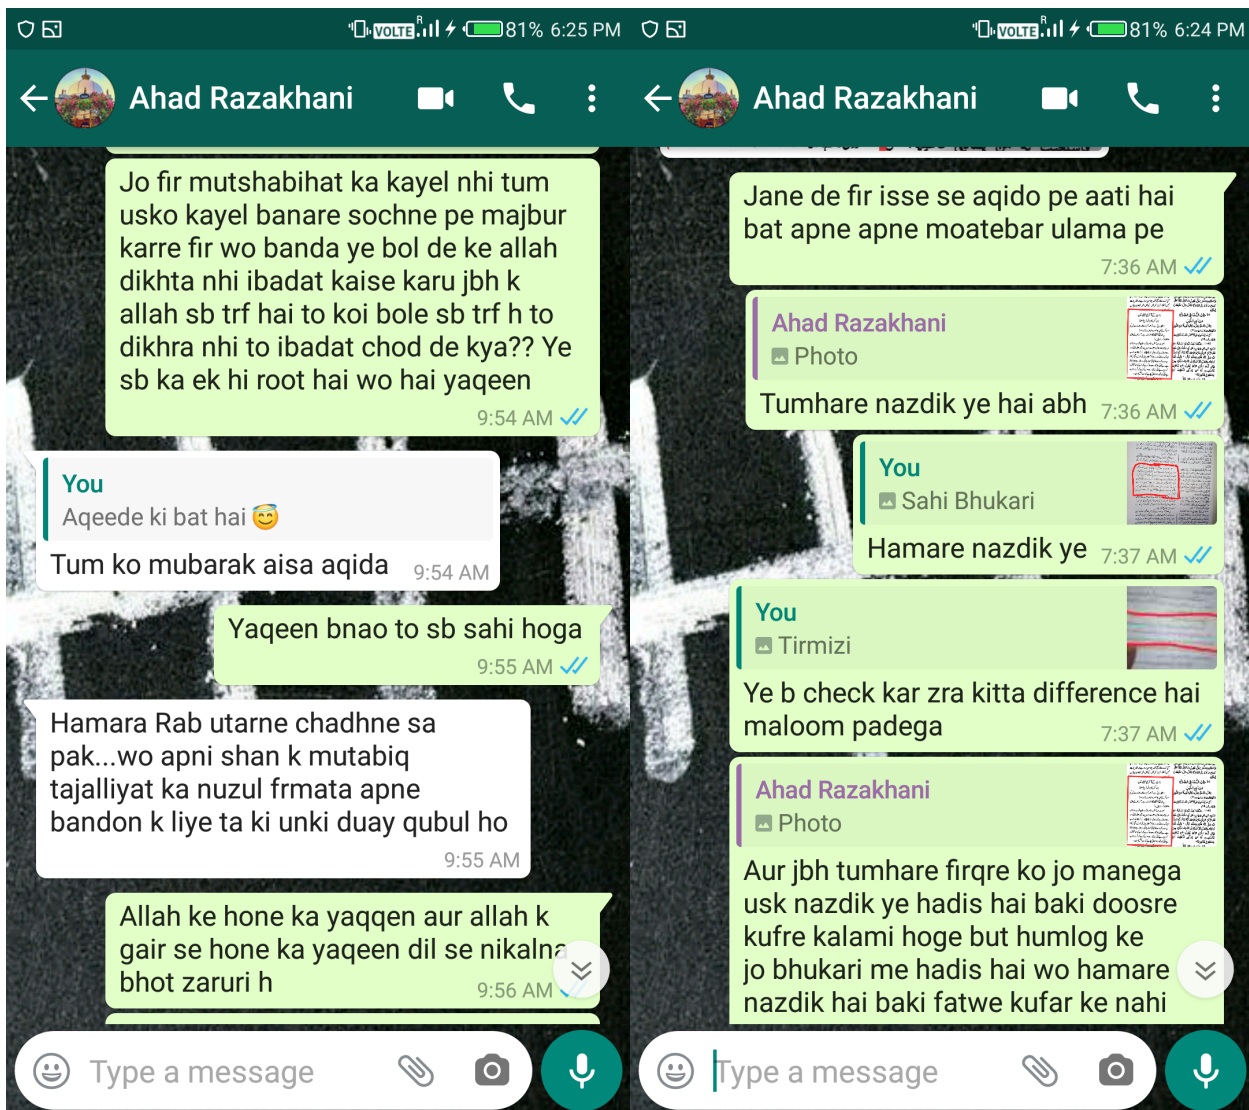 VOLTE R 81% 6:25 PM
Ahad Razakhani
Jo fir mutshabihat ka kayel nhi tum
usko kayel banare sochne pe majbur
karre fir wo banda ye bol de ke allah
dikhta nhi ibadat kaise karu jbh k
allah sb trf hai to koi bole sb trf h to
dikhra nhi to ibadat chod de kya?? Ye
sb ka ek hi root hai wo hai yaqeen
9:54 AM
You
Aqeede ki bat hai 😇
Tum ko mubarak aisa aqida 9:54 AM
Yaqeen bnao to sb sahi hoga
9:55 AM
Hamara Rab utarne chadhne sa
pak...wo apni shan k mutabiq
tajalliyat ka nuzul frmata apne
bandon k liye ta ki unki duay qubul ho
9:55 AM
Allah ke hone ka yaqqen aur allah k
gair se hone ka yaqeen dil se nikalna
bhot zaruri h 9:56 AM
Type a message
VOLTE R 81% 6:24 PM
Ahad Razakhani
Jane de fir isse se aqido pe aati hai
bat apne apne moatebar ulama pe
7:36 AM
Ahad Razakhani
Photo
Tumhare nazdik ye hai abh 7:36 AM
You
Sahi Bhukari
Hamare nazdik ye 7:37 AM
You
Tirmizi
Ye b check kar zra kitta difference hai
maloom padega 7:37 AM
Ahad Razakhani
Photo
Aur jbh tumhare firqre ko jo manega
usk nazdik ye hadis hai baki doosre
kufre kalami hoge but humlog ke
jo bhukari me hadis hai wo hamare
nazdik hai baki fatwe kufar ke nahi
Type a message